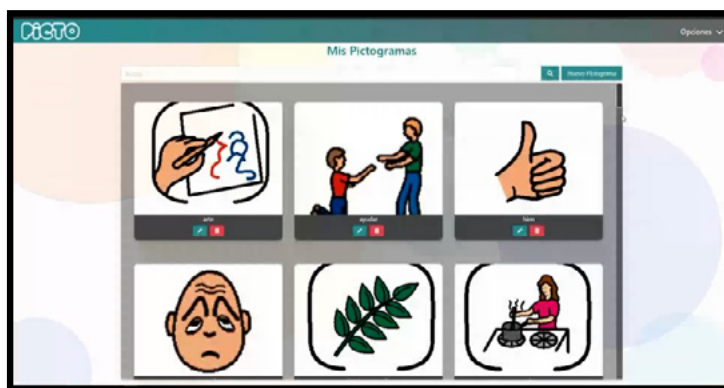 PICTO
Opciones
Mis Pictogramas
Nuevo Pictograma
arte
ayudar
bien